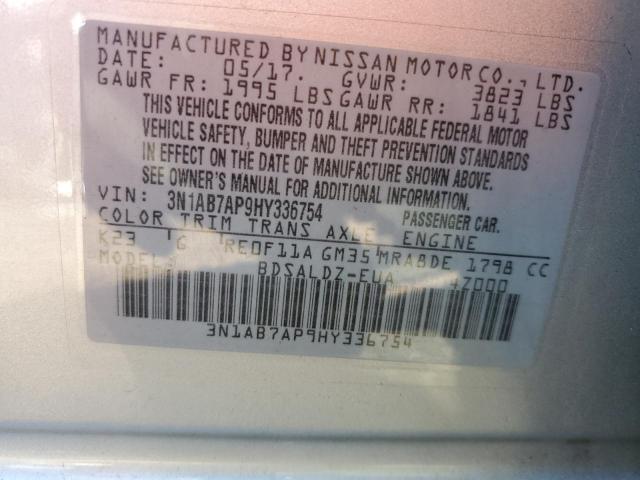 MANUFACTURED BY NISSAN MOTOR CO., LTD.
DATE: 05/17. GVWR: 3823 LBS
GAWR FR: 1995 LBS GAWR RR: 1841 LBS
THIS VEHICLE CONFORMS TO ALL APPLICABLE FEDERAL MOTOR
VEHICLE SAFETY, BUMPER AND THEFT PREVENTION STANDARDS
IN EFFECT ON THE DATE OF MANUFACTURE SHOWN ABOVE.
SEE OWNER'S MANUAL FOR ADDITIONAL INFORMATION.
VIN: 3N1AB7AP9HY336754 PASSENGER CAR.
COLOR TRIM TRANS AXLE ENGINE
K23 G RE0F11A GM35 MRA8DE 1798 CC
MODEL: BDSALDZ-EUA 4Z000
3N1AB7AP9HY336754